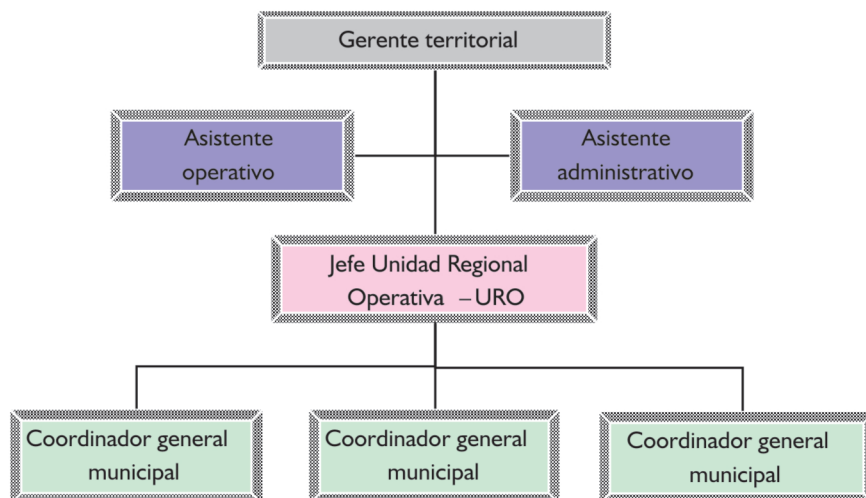 Gerente territorial
Asistente
operativo
Asistente
administrativo
Jefe Unidad Regional
Operativa – URO
Coordinador general
municipal
Coordinador general
municipal
Coordinador general
municipal